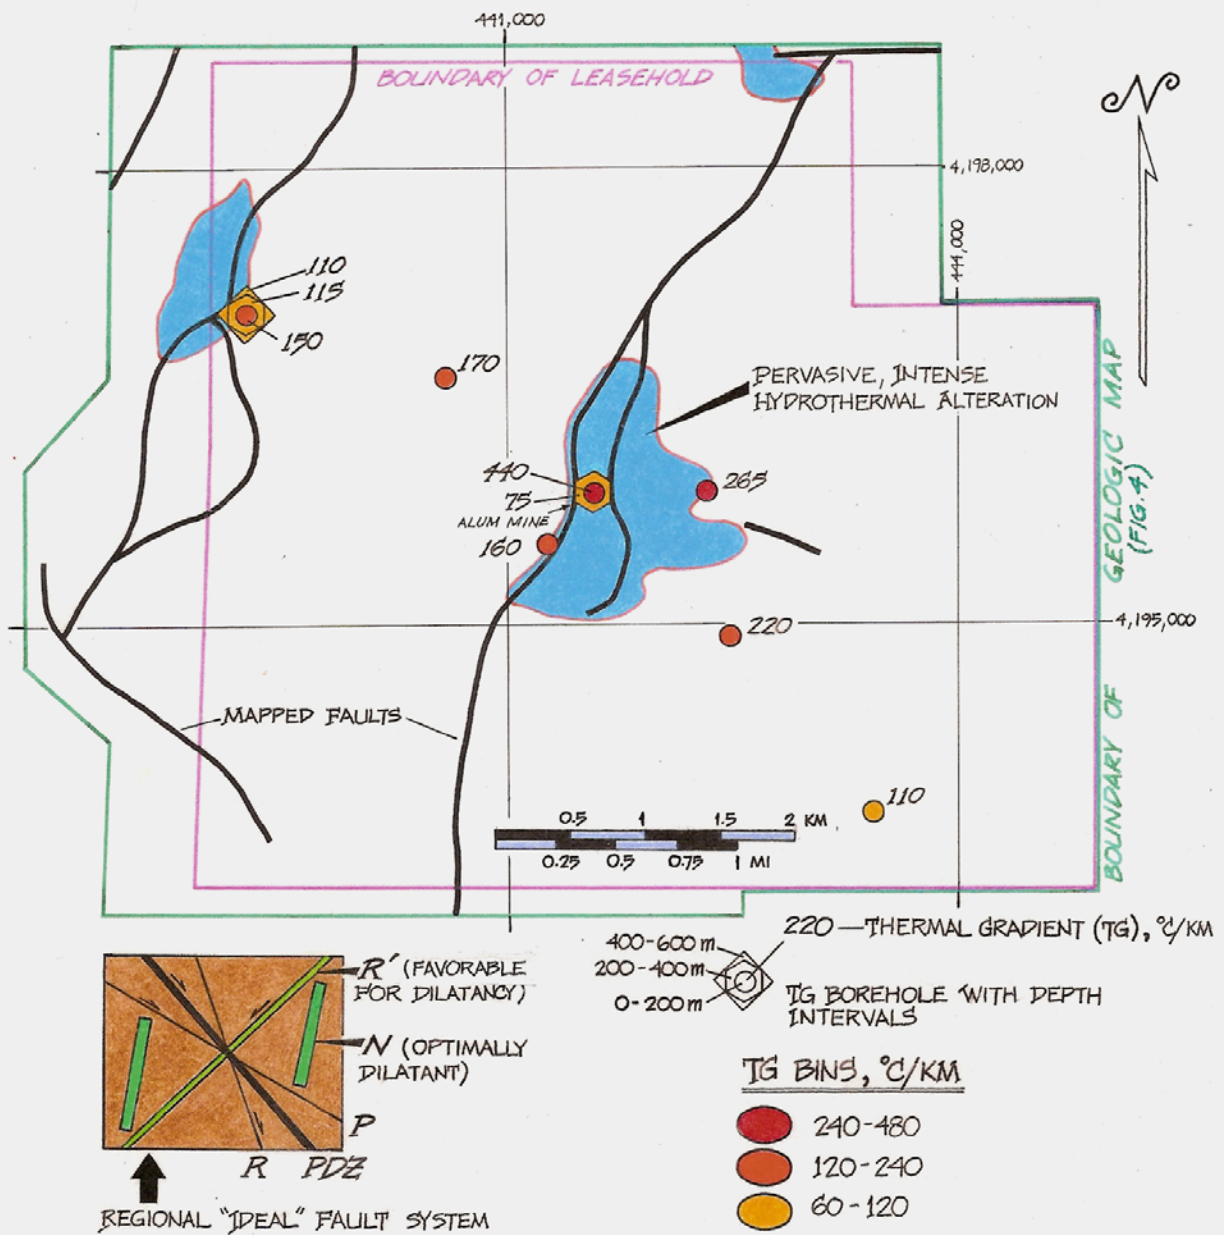 441,000
BOUNDARY OF LEASEHOLD
N
4,198,000
444,000
110
115
150
170
PERVASIVE, INTENSE
HYDROTHERMAL ALTERATION
440
75
ALUM MINE
160
265
220
4,195,000
MAPPED FAULTS
110
BOUNDARY OF GEOLOGIC MAP
(FIG. 4)
0.5 1 1.5 2 KM
0.25 0.5 0.75 1 MI
220 — THERMAL GRADIENT (TG), °C/KM
400-600 m
200-400 m
0-200 m
TG BOREHOLE WITH DEPTH
INTERVALS
R' (FAVORABLE
FOR DILATANCY)
N (OPTIMALLY
DILATANT)
P
R PDZ
REGIONAL "IDEAL" FAULT SYSTEM
TG BINS, °C/KM
240-480
120-240
60-120